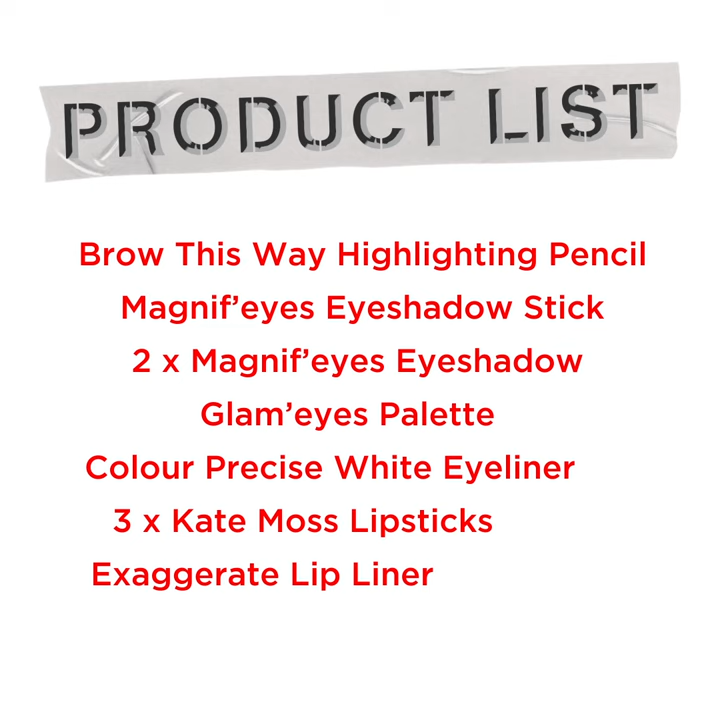 PRODUCT LIST
Brow This Way Highlighting Pencil
Magnif’eyes Eyeshadow Stick
2 x Magnif’eyes Eyeshadow
Glam’eyes Palette
Colour Precise White Eyeliner
3 x Kate Moss Lipsticks
Exaggerate Lip Liner